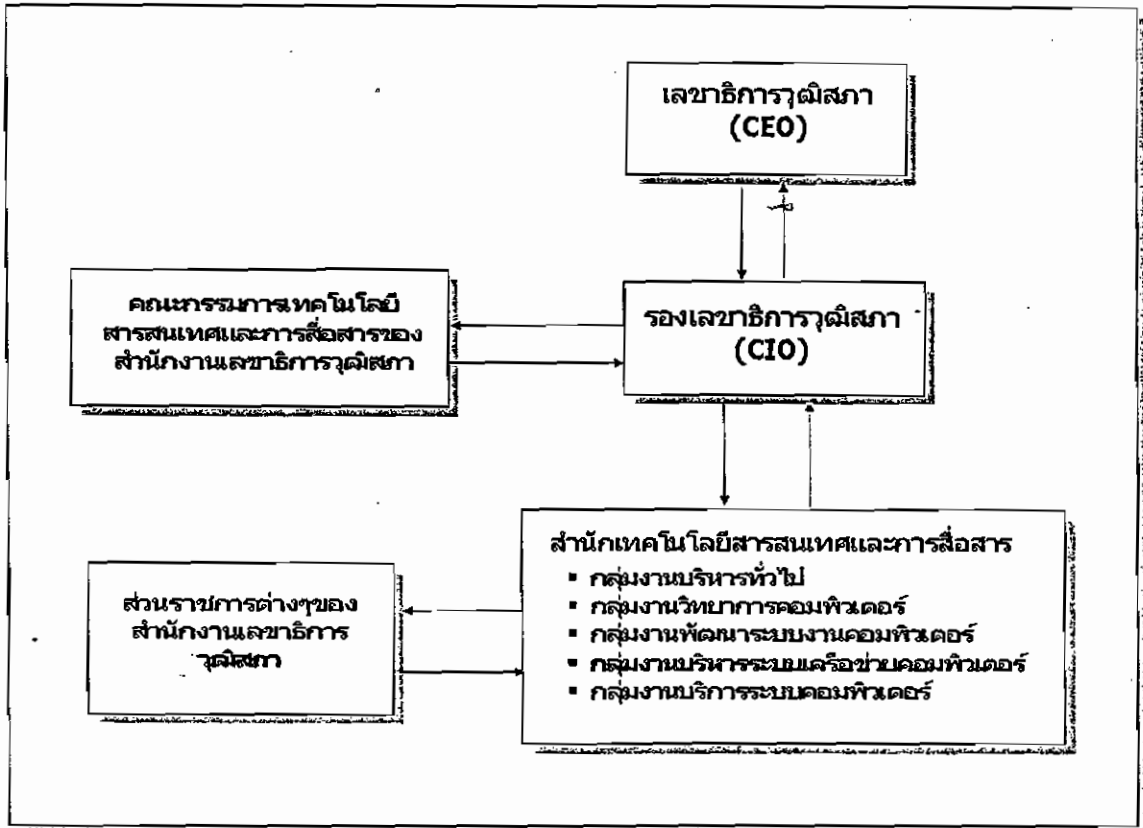 เลขาธิการวุฒิสภา
(CEO)
คณะกรรมการเทคโนโลยี
สารสนเทศและการสื่อสารของ
สำนักงานเลขาธิการวุฒิสภา
รองเลขาธิการวุฒิสภา
(CIO)
สำนักเทคโนโลยีสารสนเทศและการสื่อสาร
▪ กลุ่มงานบริหารทั่วไป
▪ กลุ่มงานวิทยาการคอมพิวเตอร์
▪ กลุ่มงานพัฒนาระบบงานคอมพิวเตอร์
▪ กลุ่มงานบริหารระบบเครือข่ายคอมพิวเตอร์
▪ กลุ่มงานบริการระบบคอมพิวเตอร์
ส่วนราชการต่างๆของ
สำนักงานเลขาธิการ
วุฒิสภา